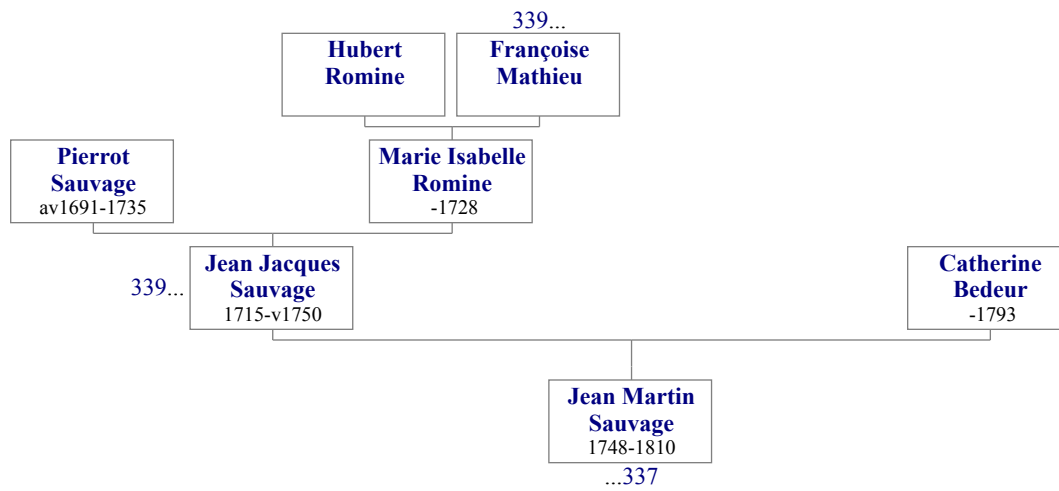 339...
Hubert
Romine
Françoise
Mathieu
Pierrot
Sauvage
av1691-1735
Marie Isabelle
Romine
-1728
339...
Jean Jacques
Sauvage
1715-v1750
Catherine
Bedeur
-1793
Jean Martin
Sauvage
1748-1810
...337